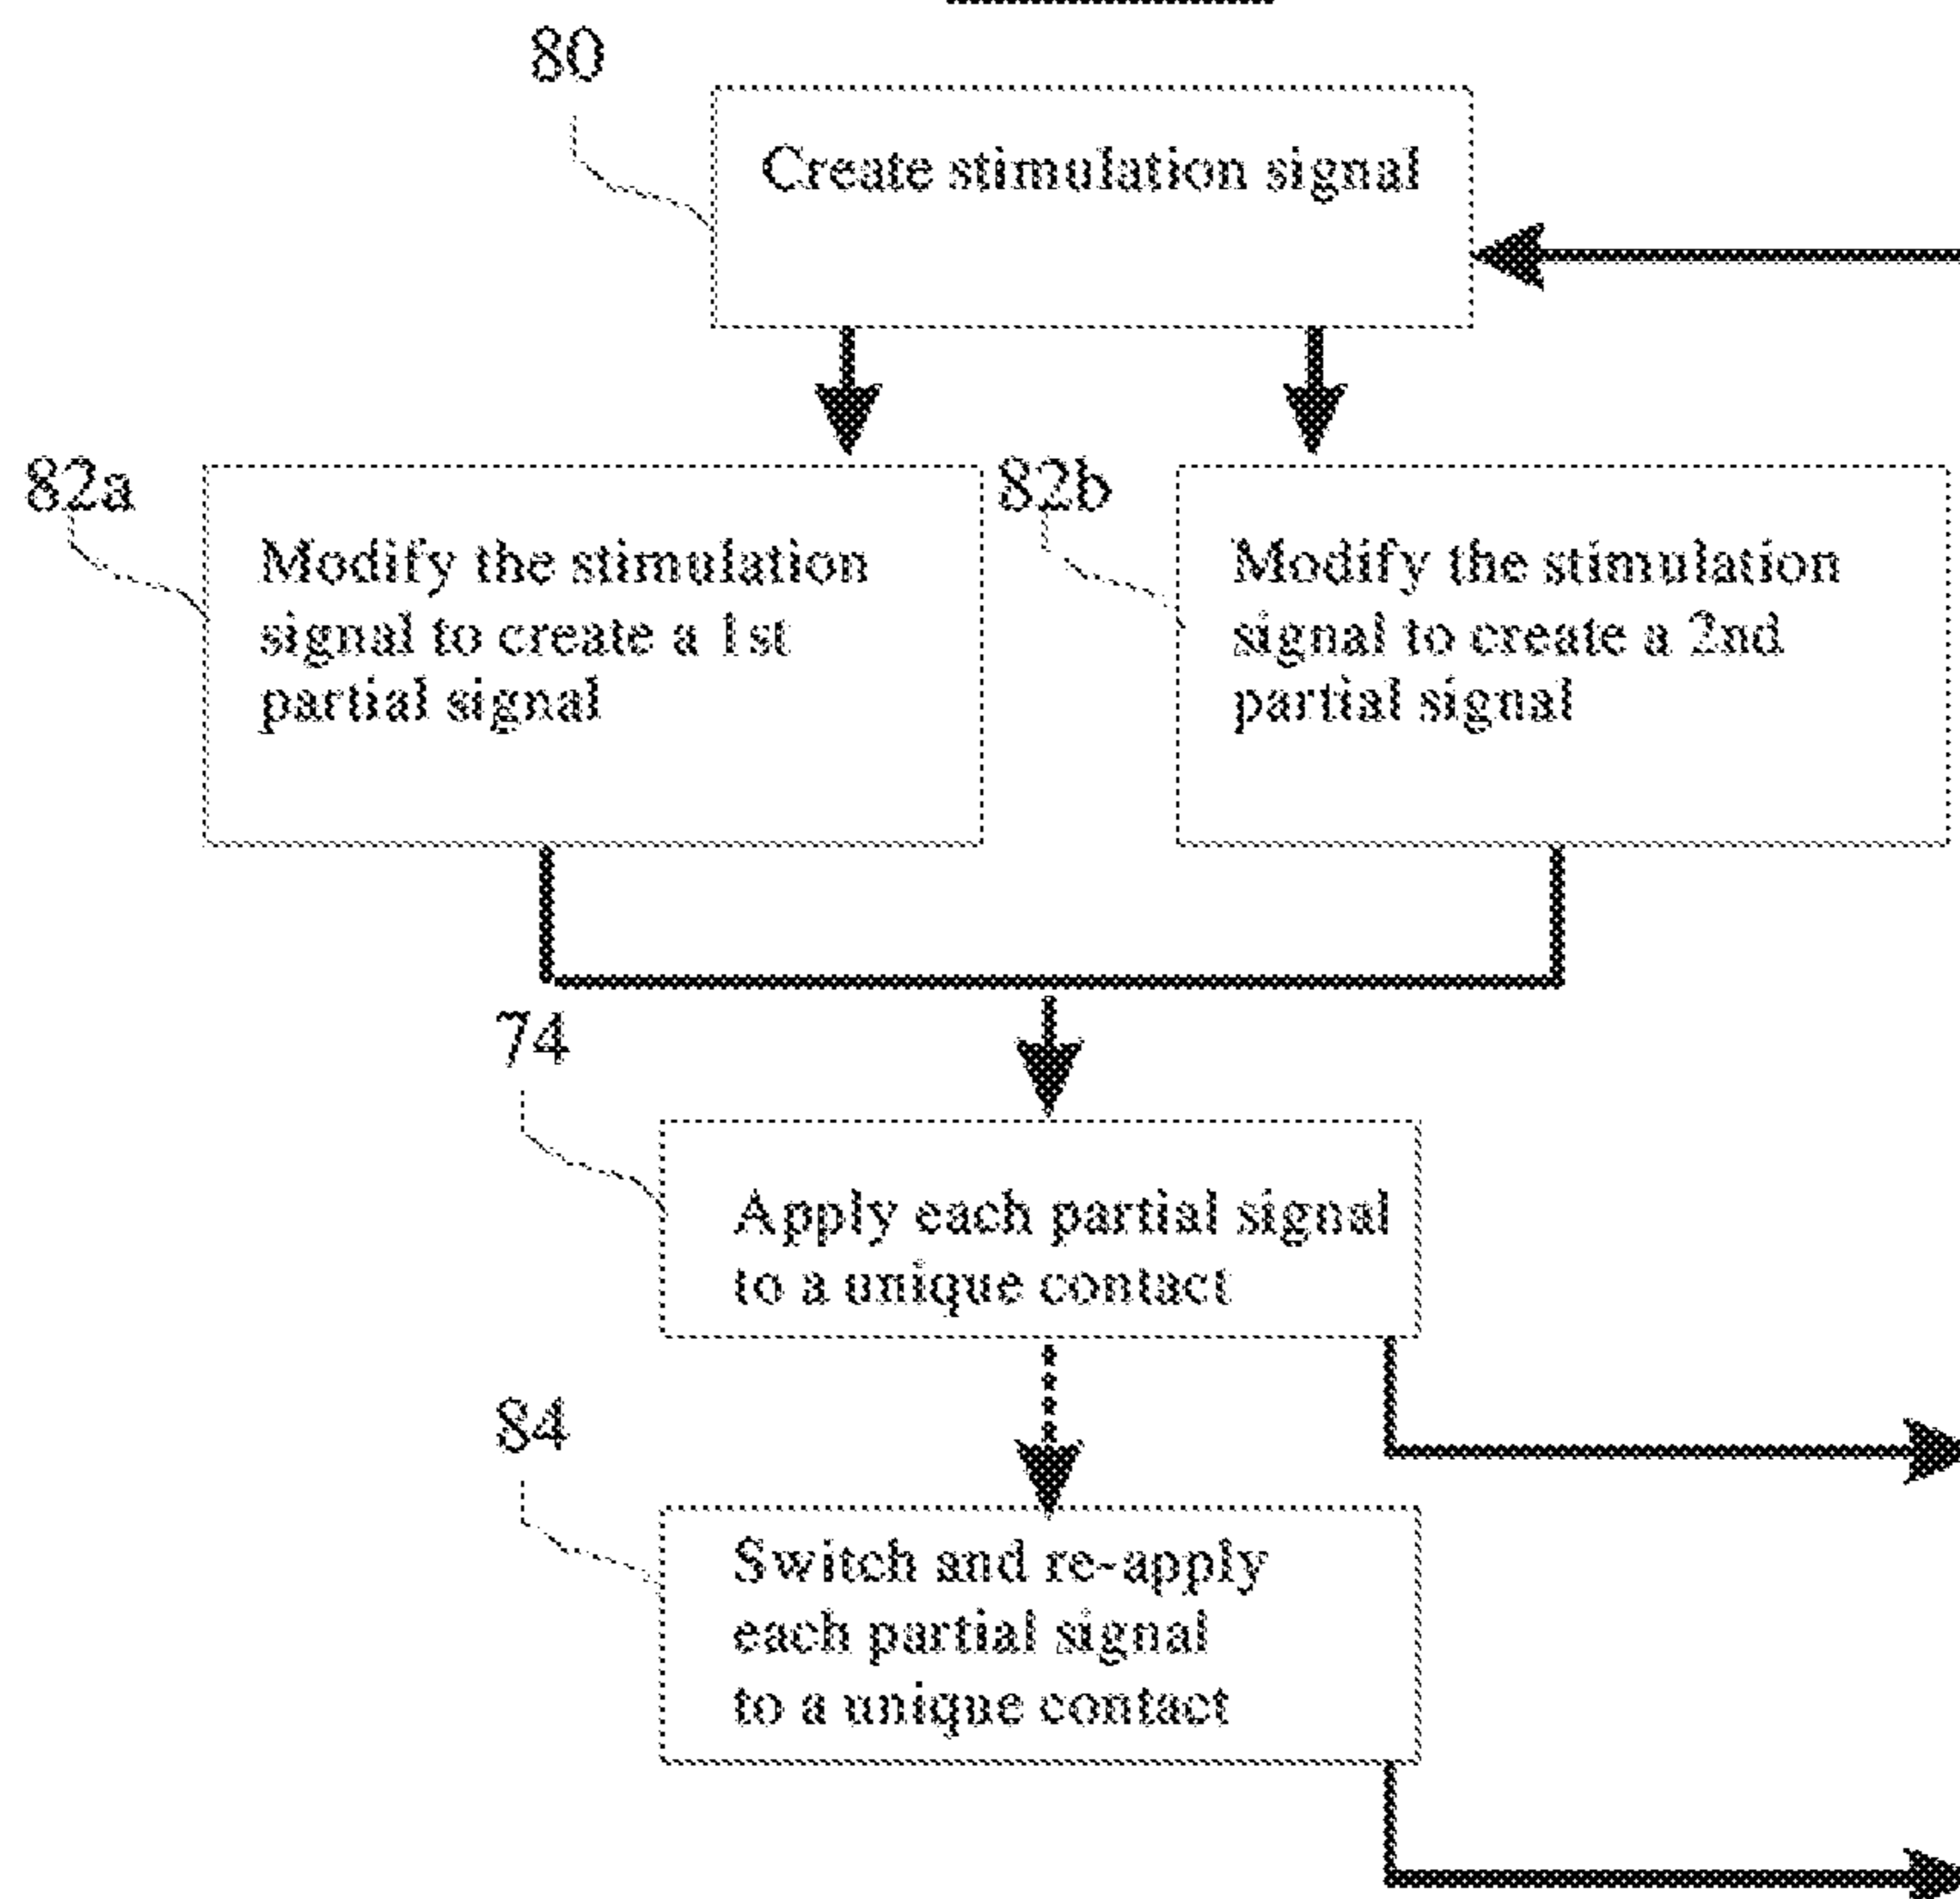 80
Create stimulation signal
82a
Modify the stimulation
signal to create a 1st
partial signal
82b
Modify the stimulation
signal to create a 2nd
partial signal
74
Apply each partial signal
to a unique contact
84
Switch and re-apply
each partial signal
to a unique contact